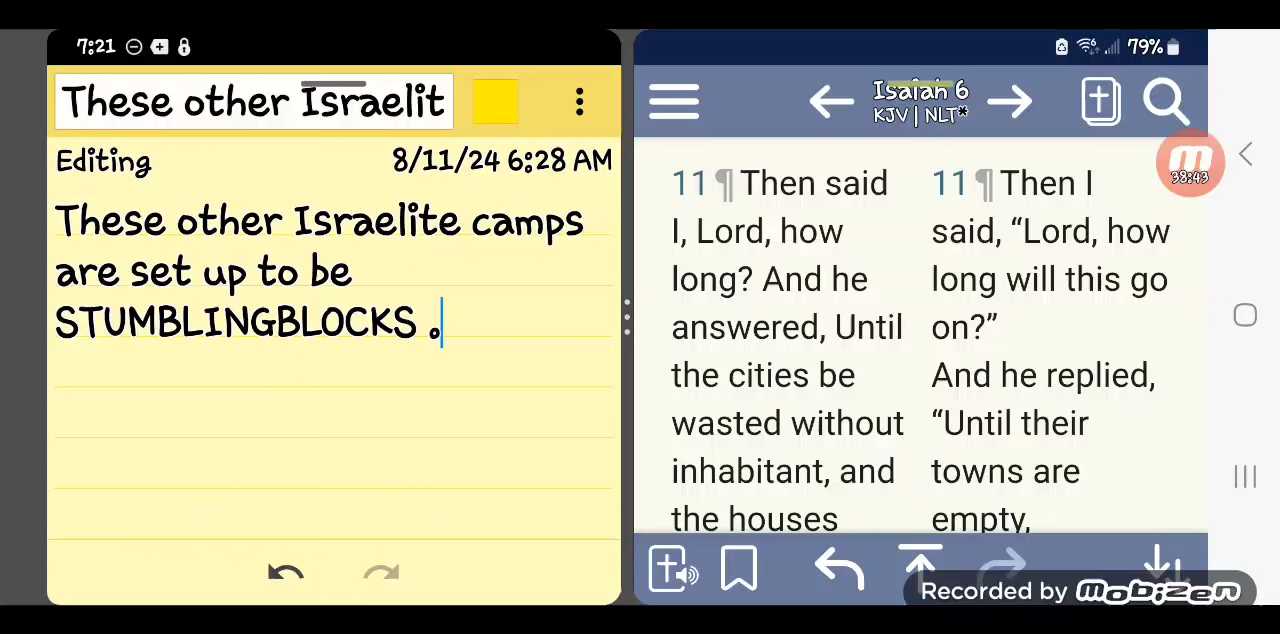 7:21
These other Israelit
Editing 8/11/24 6:28 AM
These other Israelite camps
are set up to be
STUMBLINGBLOCKS .
79%
Isaiah 6
KJV | NLT*
38:43
11 ¶ Then said
I, Lord, how
long? And he
answered, Until
the cities be
wasted without
inhabitant, and
the houses
11 ¶ Then I
said, “Lord, how
long will this go
on?”
And he replied,
“Until their
towns are
empty,
Recorded by Mobizen